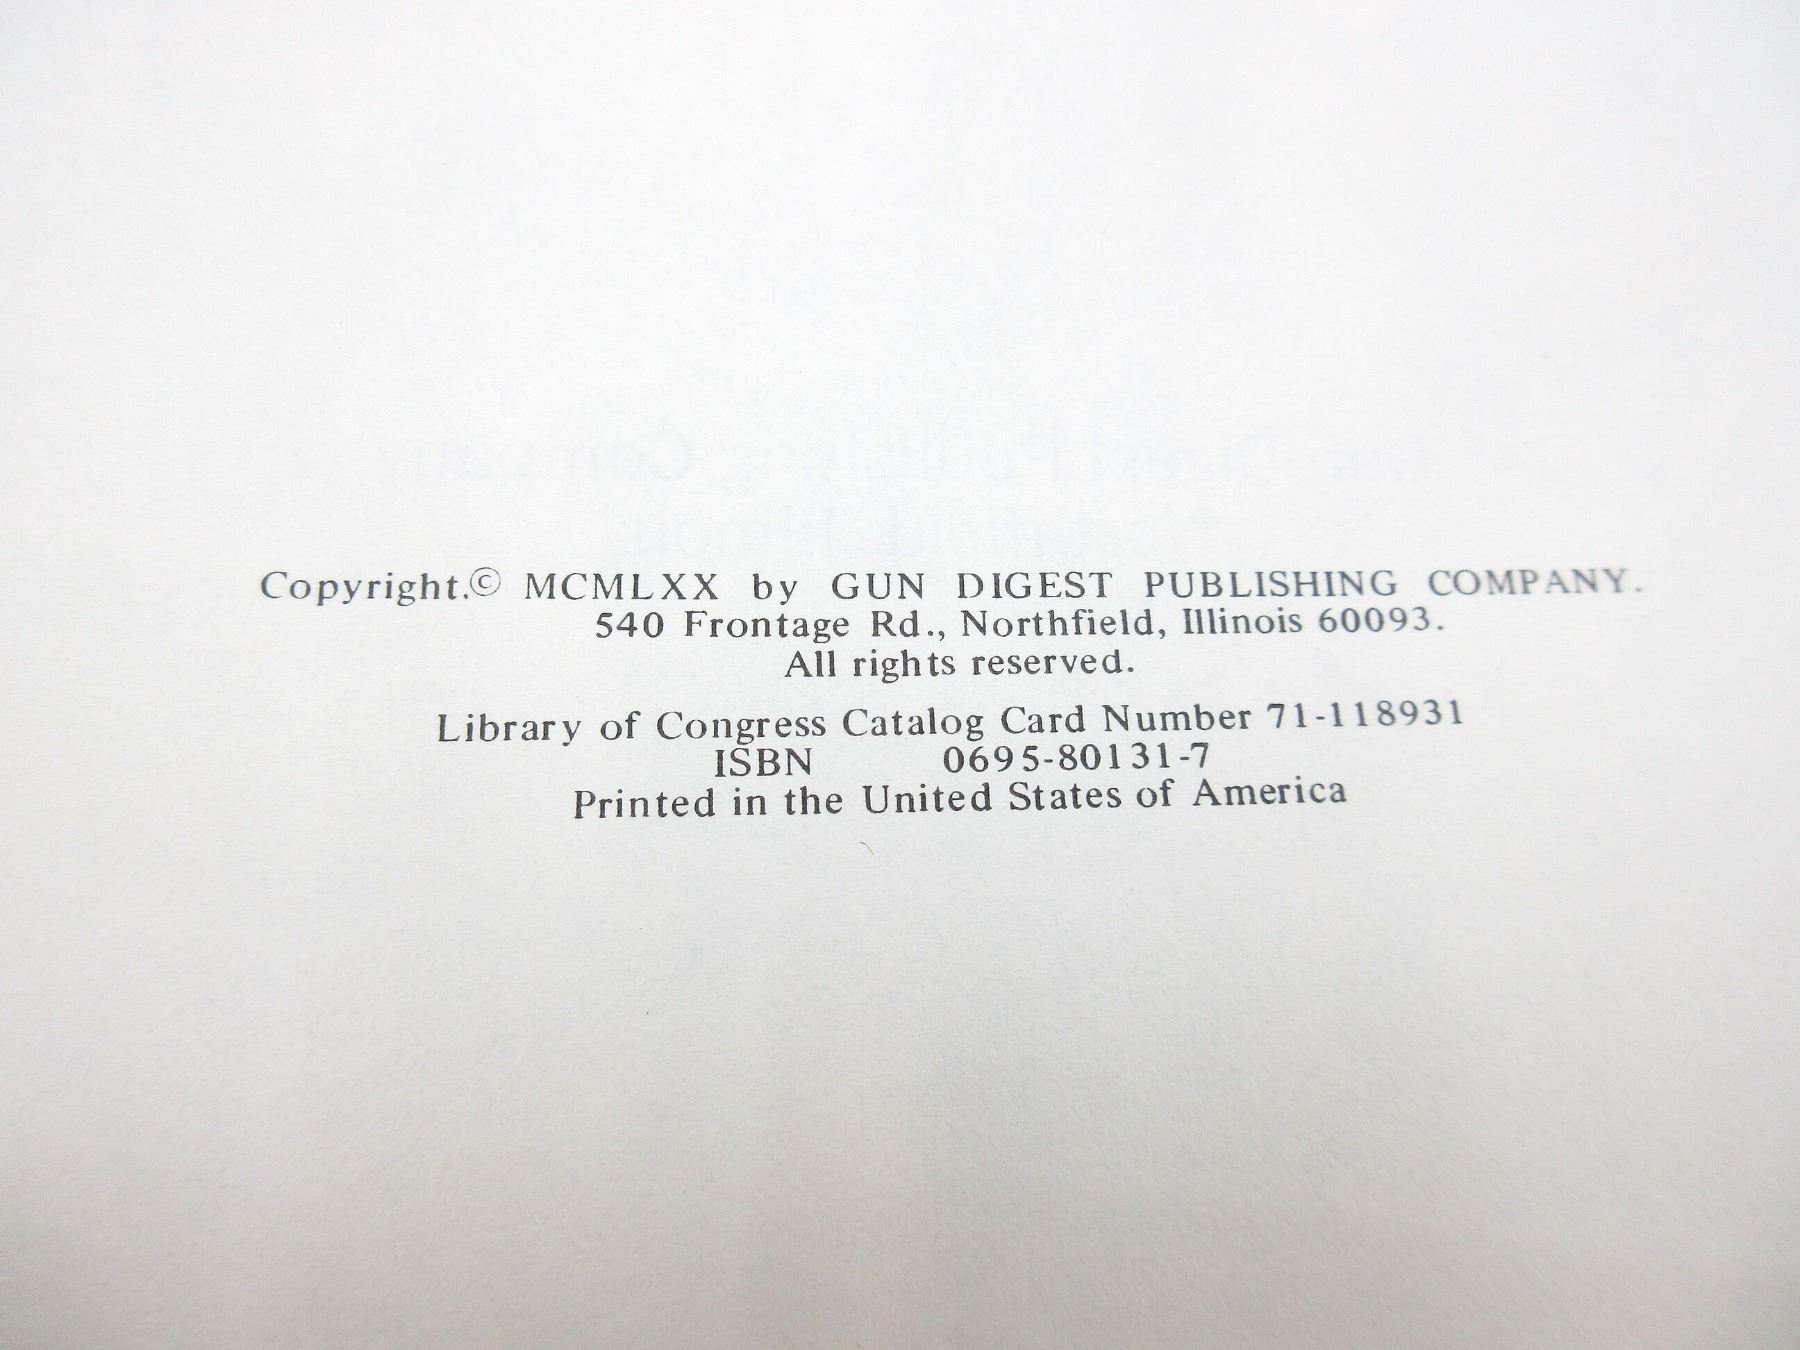 Copyright.© MCMLXX by GUN DIGEST PUBLISHING COMPANY.
540 Frontage Rd., Northfield, Illinois 60093.
All rights reserved.
Library of Congress Catalog Card Number 71-118931
ISBN 0695-80131-7
Printed in the United States of America